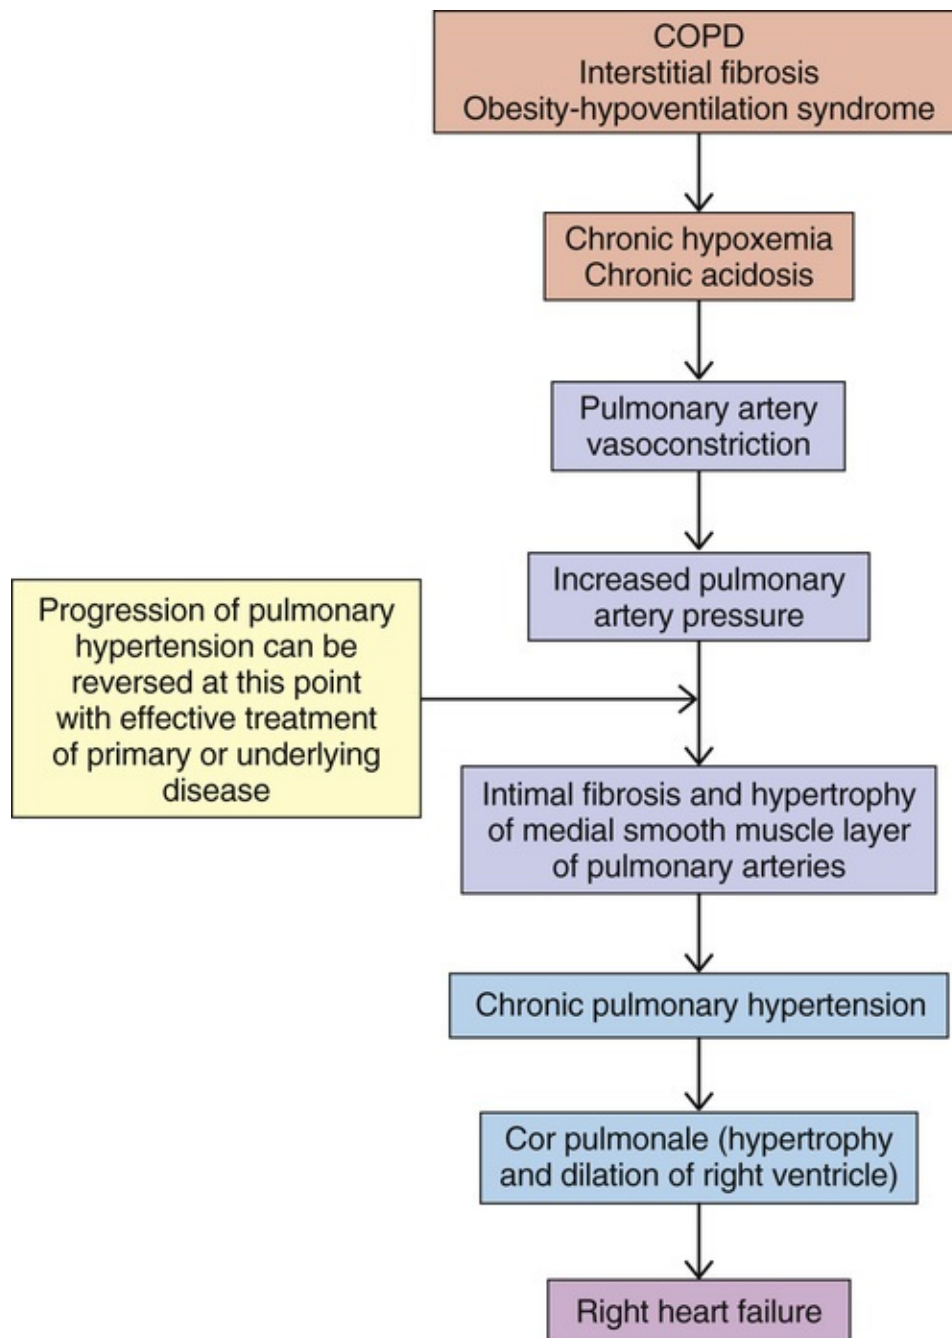 COPD
Interstitial fibrosis
Obesity-hypoventilation syndrome
Chronic hypoxemia
Chronic acidosis
Pulmonary artery
vasoconstriction
Increased pulmonary
artery pressure
Progression of pulmonary
hypertension can be
reversed at this point
with effective treatment
of primary or underlying
disease
Intimal fibrosis and hypertrophy
of medial smooth muscle layer
of pulmonary arteries
Chronic pulmonary hypertension
Cor pulmonale (hypertrophy
and dilation of right ventricle)
Right heart failure